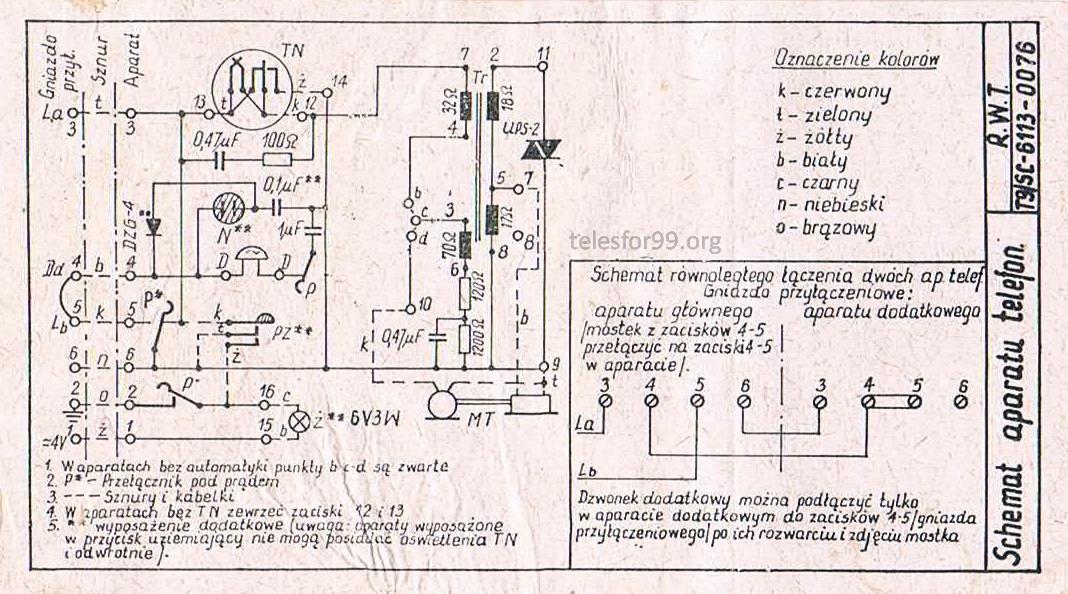 Gniazdo przył.
Sznur
Aparat
TN
La
3
t
3
13
t
k
12
ż
14
0,47µF
100Ω
DZG-4
N**
0,1µF**
1µF
Bd
4
b
4
D
D
P
Lb
5
k
5
P*
k
t
ż
PZ**
6
n
6
2
o
2
P*
16
c
ż** 6V3W
≈4V
1
ż
1
15
b
7
Tr
2
11
32Ω
18Ω
4
UPS-2
b
c
d
3
5
7
70Ω
17Ω
8
8
6
10
120Ω
k
0,47µF
1200Ω
b
9
t
MT
Oznaczenie kolorów
k - czerwony
t - zielony
ż - żółty
b - biały
c - czarny
n - niebieski
o - brązowy
telesfor99.org
Schemat równoległego łączenia dwóch ap. telef.
Gniazdo przyłączeniowe:
aparatu głównego
aparatu dodatkowego
/mostek z zacisków 4-5
przełączyć na zaciski 4-5
w aparacie/.
3 4 5 6 3 4 5 6
La
Lb
Dzwonek dodatkowy można podłączyć tylko
w aparacie dodatkowym do zacisków 4-5/gniazda
przyłączeniowego/po ich rozwarciu i zdjęciu mostka
1. W aparatach bez automatyki punkty b-c-d są zwarte
2. P* - Przełącznik pod prądem
3. --- Sznury i kabelki
4. W aparatach bez TN zewrzeć zaciski 12 i 13
5. * - wyposażenie dodatkowe /uwaga: aparaty wyposażone
w przycisk uziemiający nie mogą posiadać oświetlenia TN
i odwrotnie/.
R.W.T.
T9/SC-6113-0076
Schemat aparatu telefon.